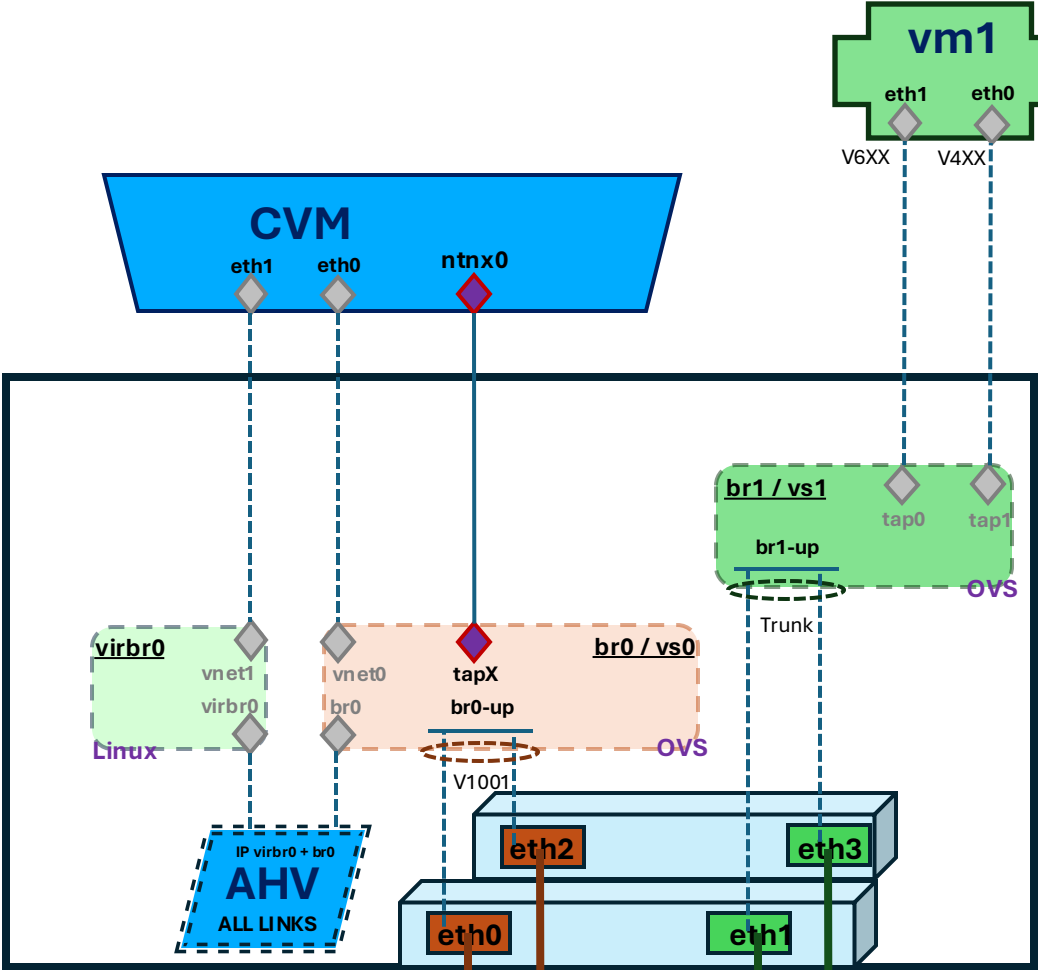 vm1
eth1
eth0
V6XX
V4XX
CVM
eth1
eth0
ntnx0
br1 / vs1
tap0
tap1
br1-up
OVS
Trunk
virbr0
vnet1
virbr0
Linux
vnet0
br0
tapX
br0-up
br0 / vs0
OVS
V1001
IP virbr0 + br0
AHV
ALL LINKS
eth2
eth3
eth0
eth1